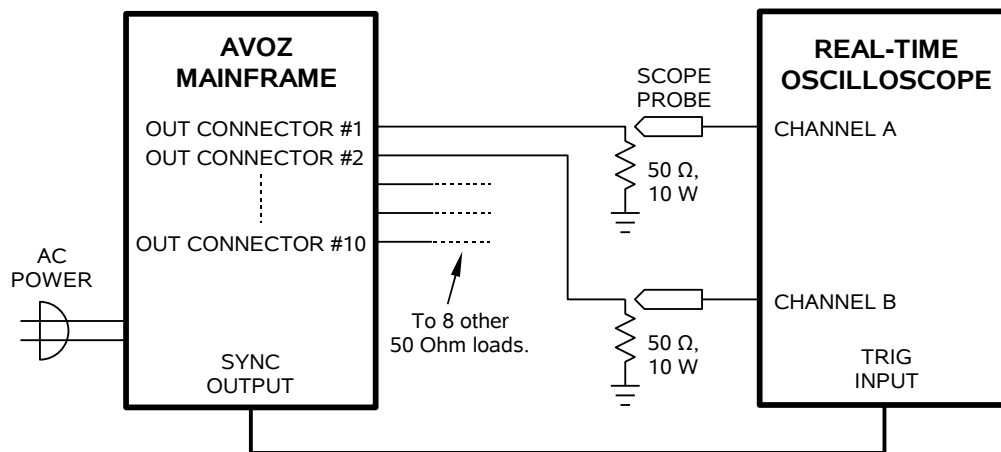 AVOZ
MAINFRAME
OUT CONNECTOR #1
OUT CONNECTOR #2
OUT CONNECTOR #10
AC
POWER
SYNC
OUTPUT
To 8 other
50 Ohm loads.
SCOPE
PROBE
50 Ω,
10 W
50 Ω,
10 W
REAL-TIME
OSCILLOSCOPE
CHANNEL A
CHANNEL B
TRIG
INPUT